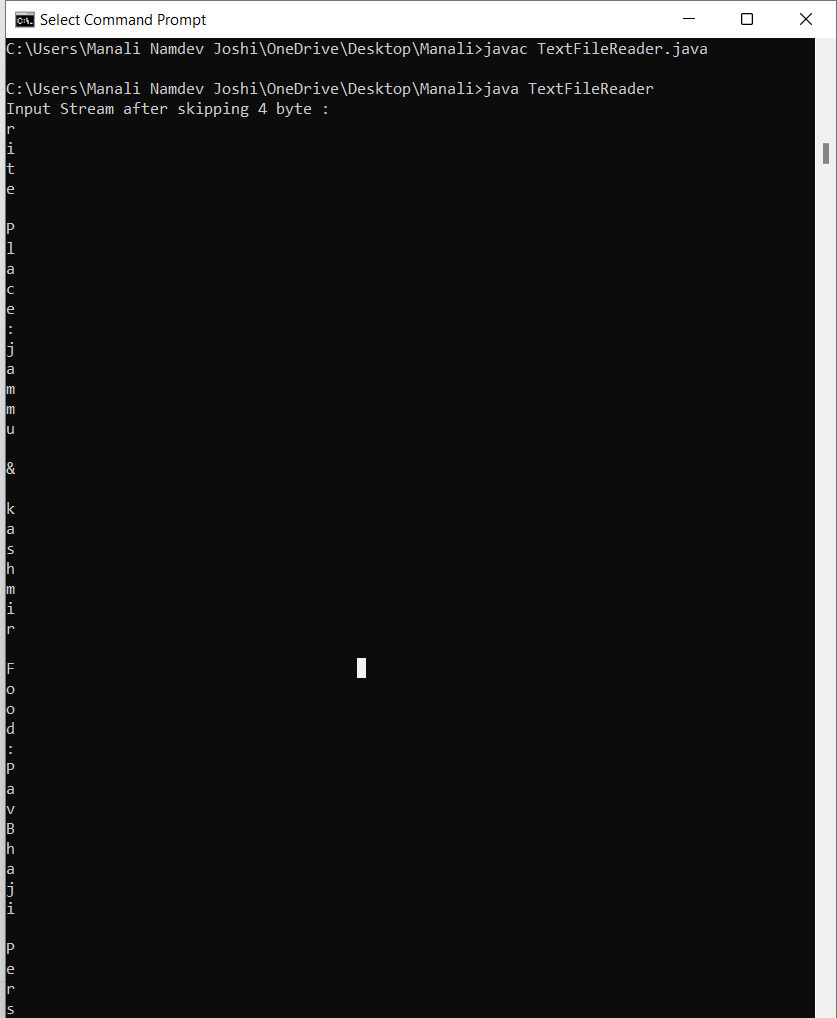 Select Command Prompt
C:\Users\Manali Namdev Joshi\OneDrive\Desktop\Manali>javac TextFileReader.java
C:\Users\Manali Namdev Joshi\OneDrive\Desktop\Manali>java TextFileReader
Input Stream after skipping 4 byte :
r
i
t
e
P
l
a
c
e
:
j
a
m
m
u
&
k
a
s
h
m
i
r
F
o
o
d
:
P
a
v
B
h
a
j
i
P
e
r
s